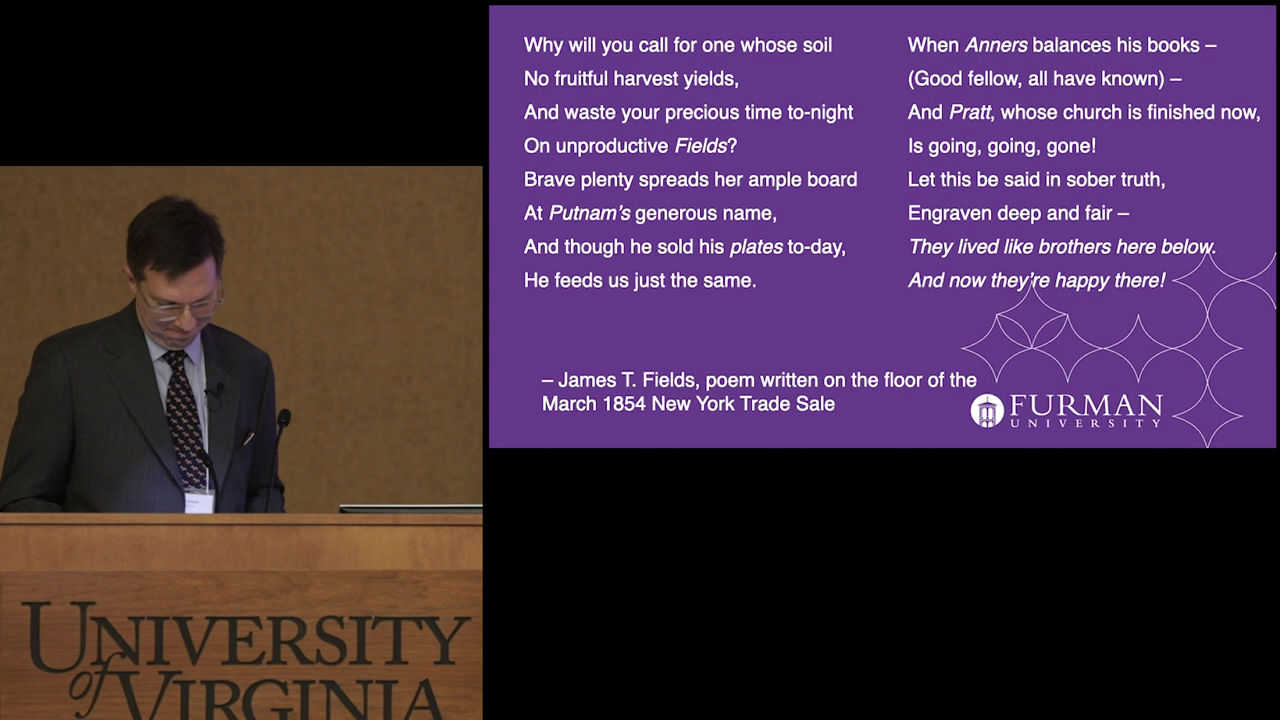 Why will you call for one whose soil
No fruitful harvest yields,
And waste your precious time to-night
On unproductive Fields?
Brave plenty spreads her ample board
At Putnam's generous name,
And though he sold his plates to-day,
He feeds us just the same.
When Anners balances his books –
(Good fellow, all have known) –
And Pratt, whose church is finished now,
Is going, going, gone!
Let this be said in sober truth,
Engraven deep and fair –
They lived like brothers here below.
And now they're happy there!
– James T. Fields, poem written on the floor of the
March 1854 New York Trade Sale
FURMAN
UNIVERSITY
UNIVERSITY
of VIRGINIA